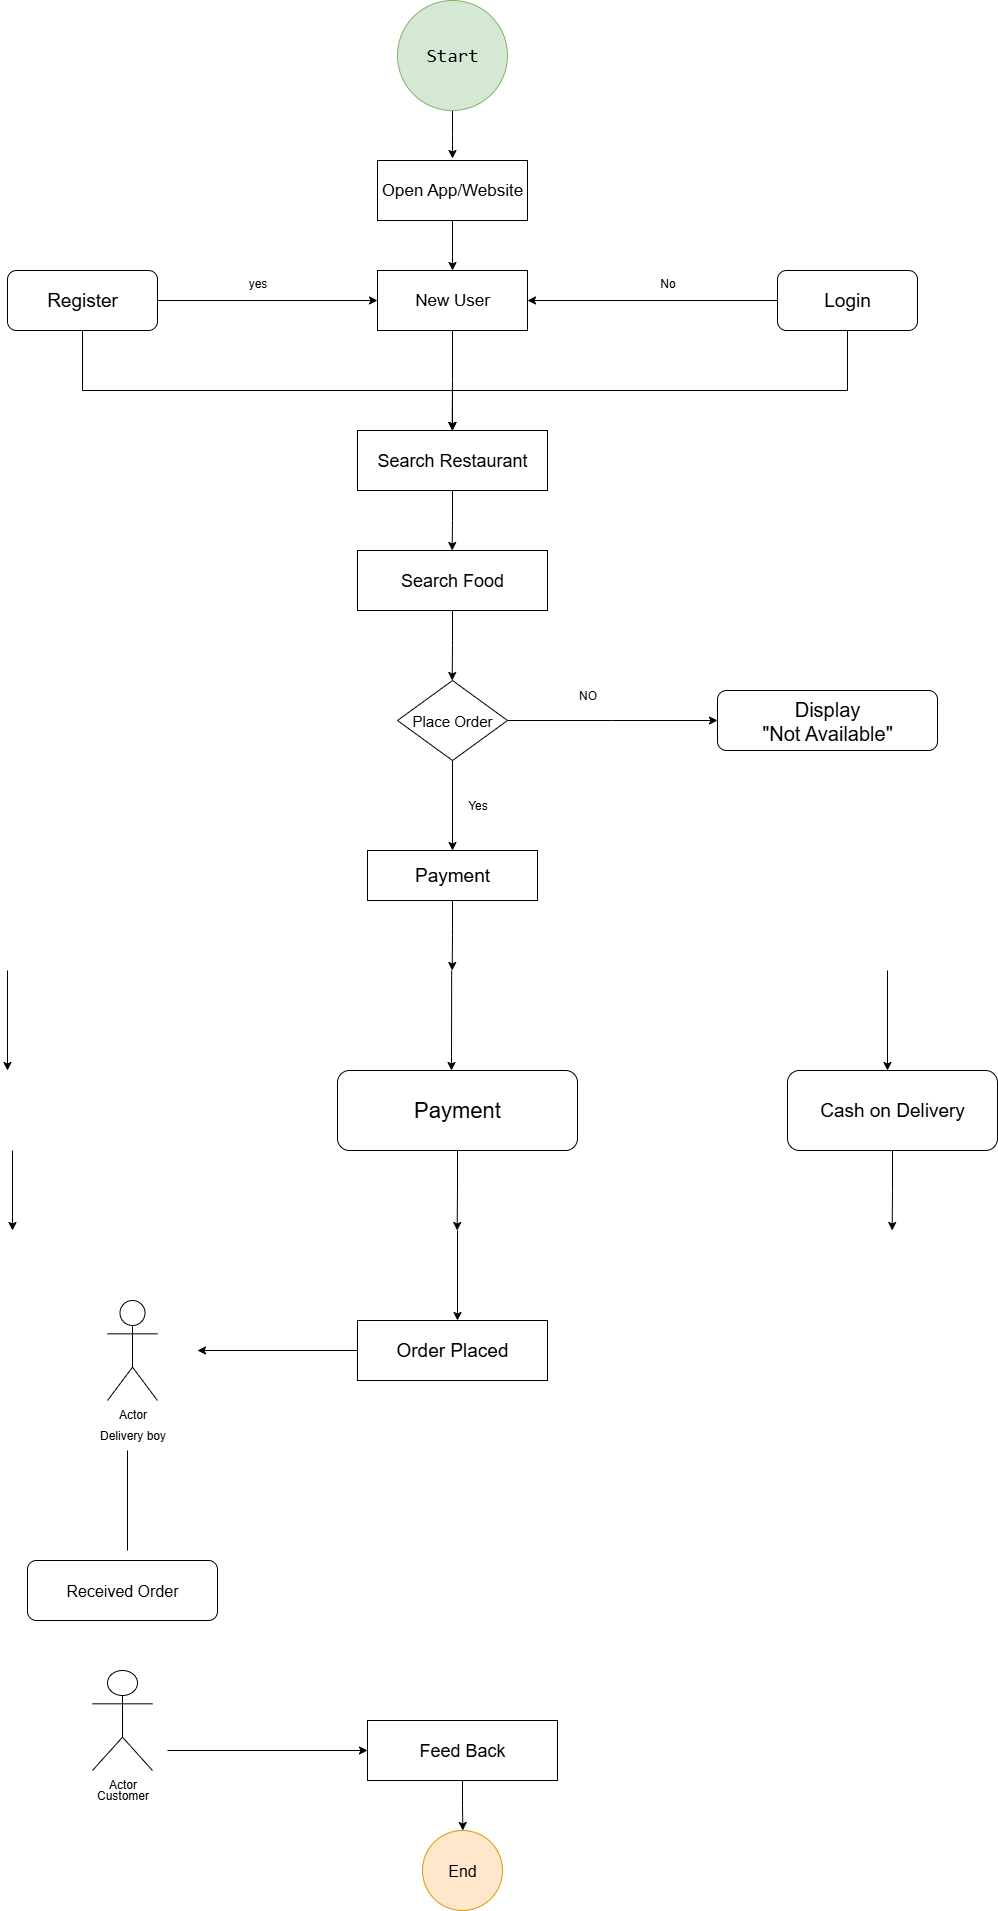 Start
Open App/Website
Register
yes
New User
No
Login
Search Restaurant
Search Food
Place Order
NO
Display
"Not Available"
Yes
Payment
Payment
Cash on Delivery
Order Placed
Actor
Delivery boy
Received Order
Actor
Customer
Feed Back
End